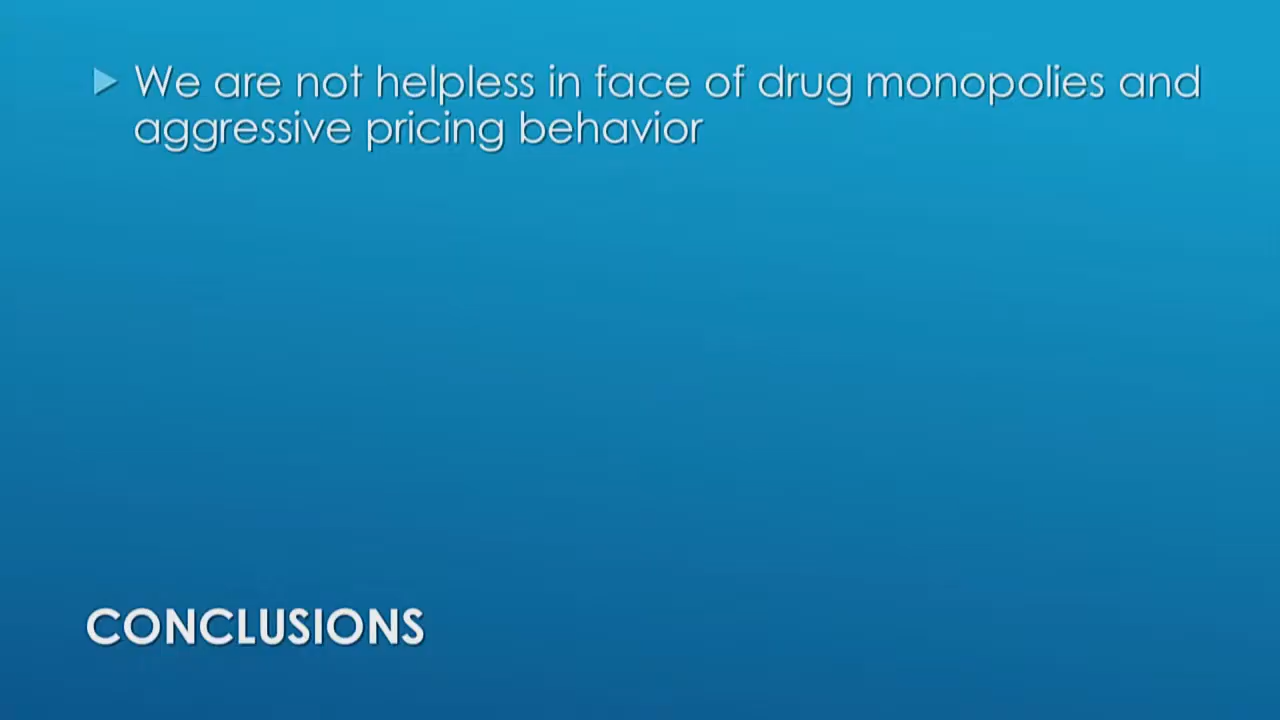 We are not helpless in face of drug monopolies and
aggressive pricing behavior
CONCLUSIONS